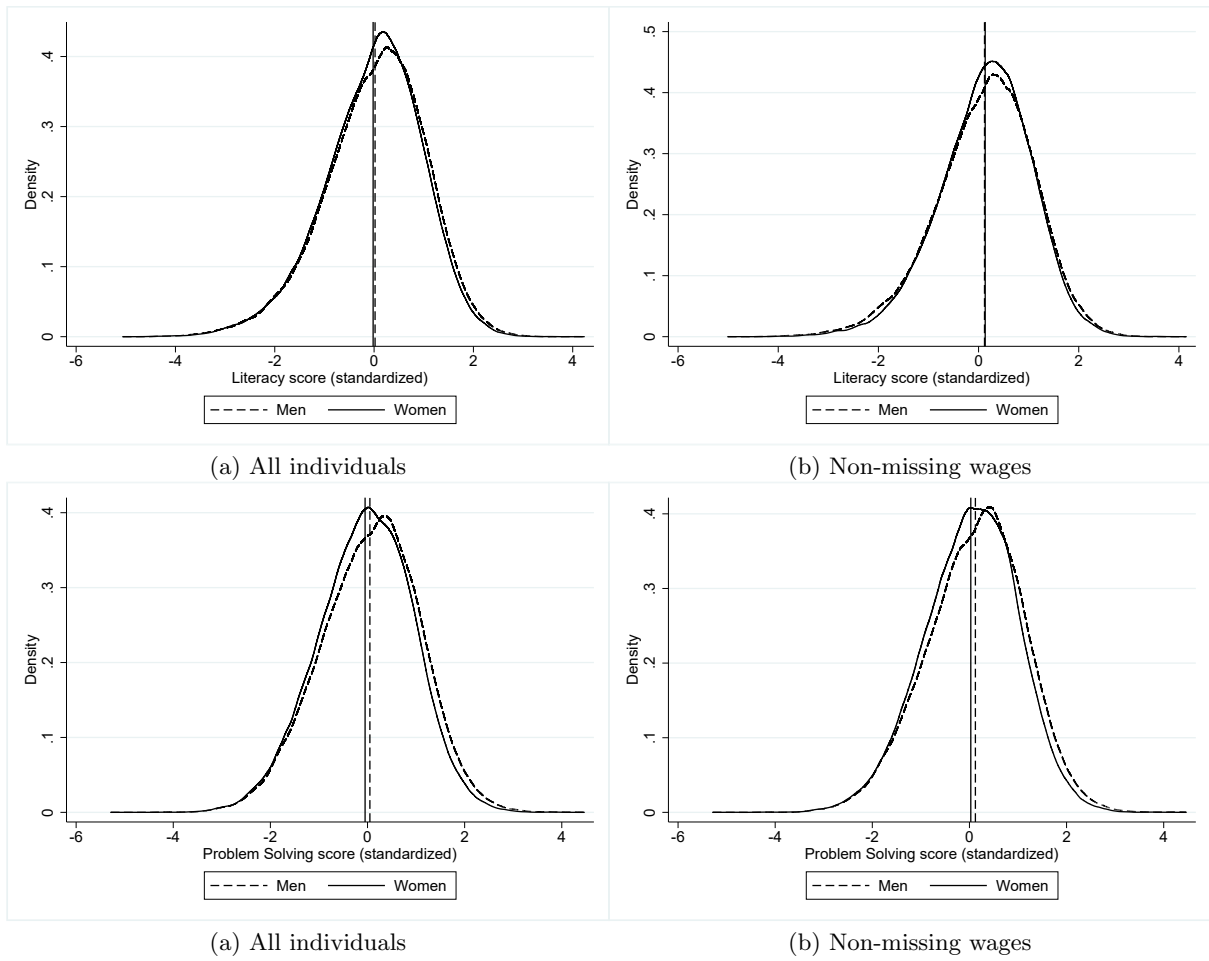 Density
0 .1 .2 .3 .4
-6 -4 -2 0 2 4
Literacy score (standardized)
Men Women
(a) All individuals
Density
0 .1 .2 .3 .4 .5
-6 -4 -2 0 2 4
Literacy score (standardized)
Men Women
(b) Non-missing wages
Density
0 .1 .2 .3 .4
-6 -4 -2 0 2 4
Problem Solving score (standardized)
Men Women
(a) All individuals
Density
0 .1 .2 .3 .4
-6 -4 -2 0 2 4
Problem Solving score (standardized)
Men Women
(b) Non-missing wages